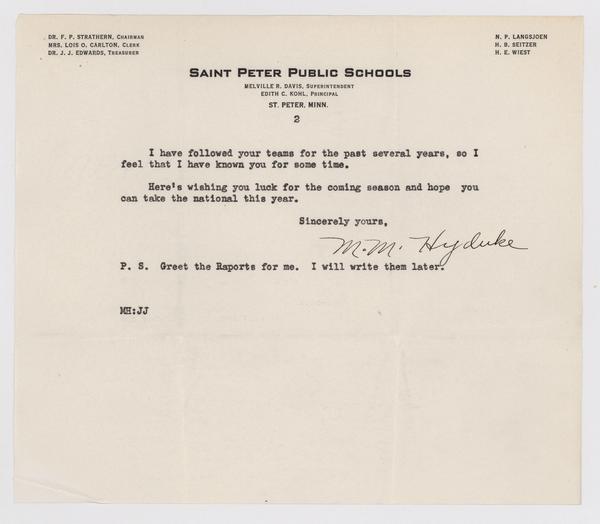 DR. F. P. STRATHERN, CHAIRMAN
MRS. LOIS O. CARLTON, CLERK
DR. J. J. EDWARDS, TREASURER
N. P. LANGSJOEN
H. B. SEITZER
H. E. WIEST
SAINT PETER PUBLIC SCHOOLS
MELVILLE R. DAVIS, SUPERINTENDENT
EDITH C. KOHL, PRINCIPAL
ST. PETER, MINN.
2
I have followed your teams for the past several years, so I
feel that I have known you for some time.
Here's wishing you luck for the coming season and hope you
can take the national this year.
Sincerely yours,
M. M. Hyduke
P. S. Greet the Raports for me. I will write them later.
MH:JJ